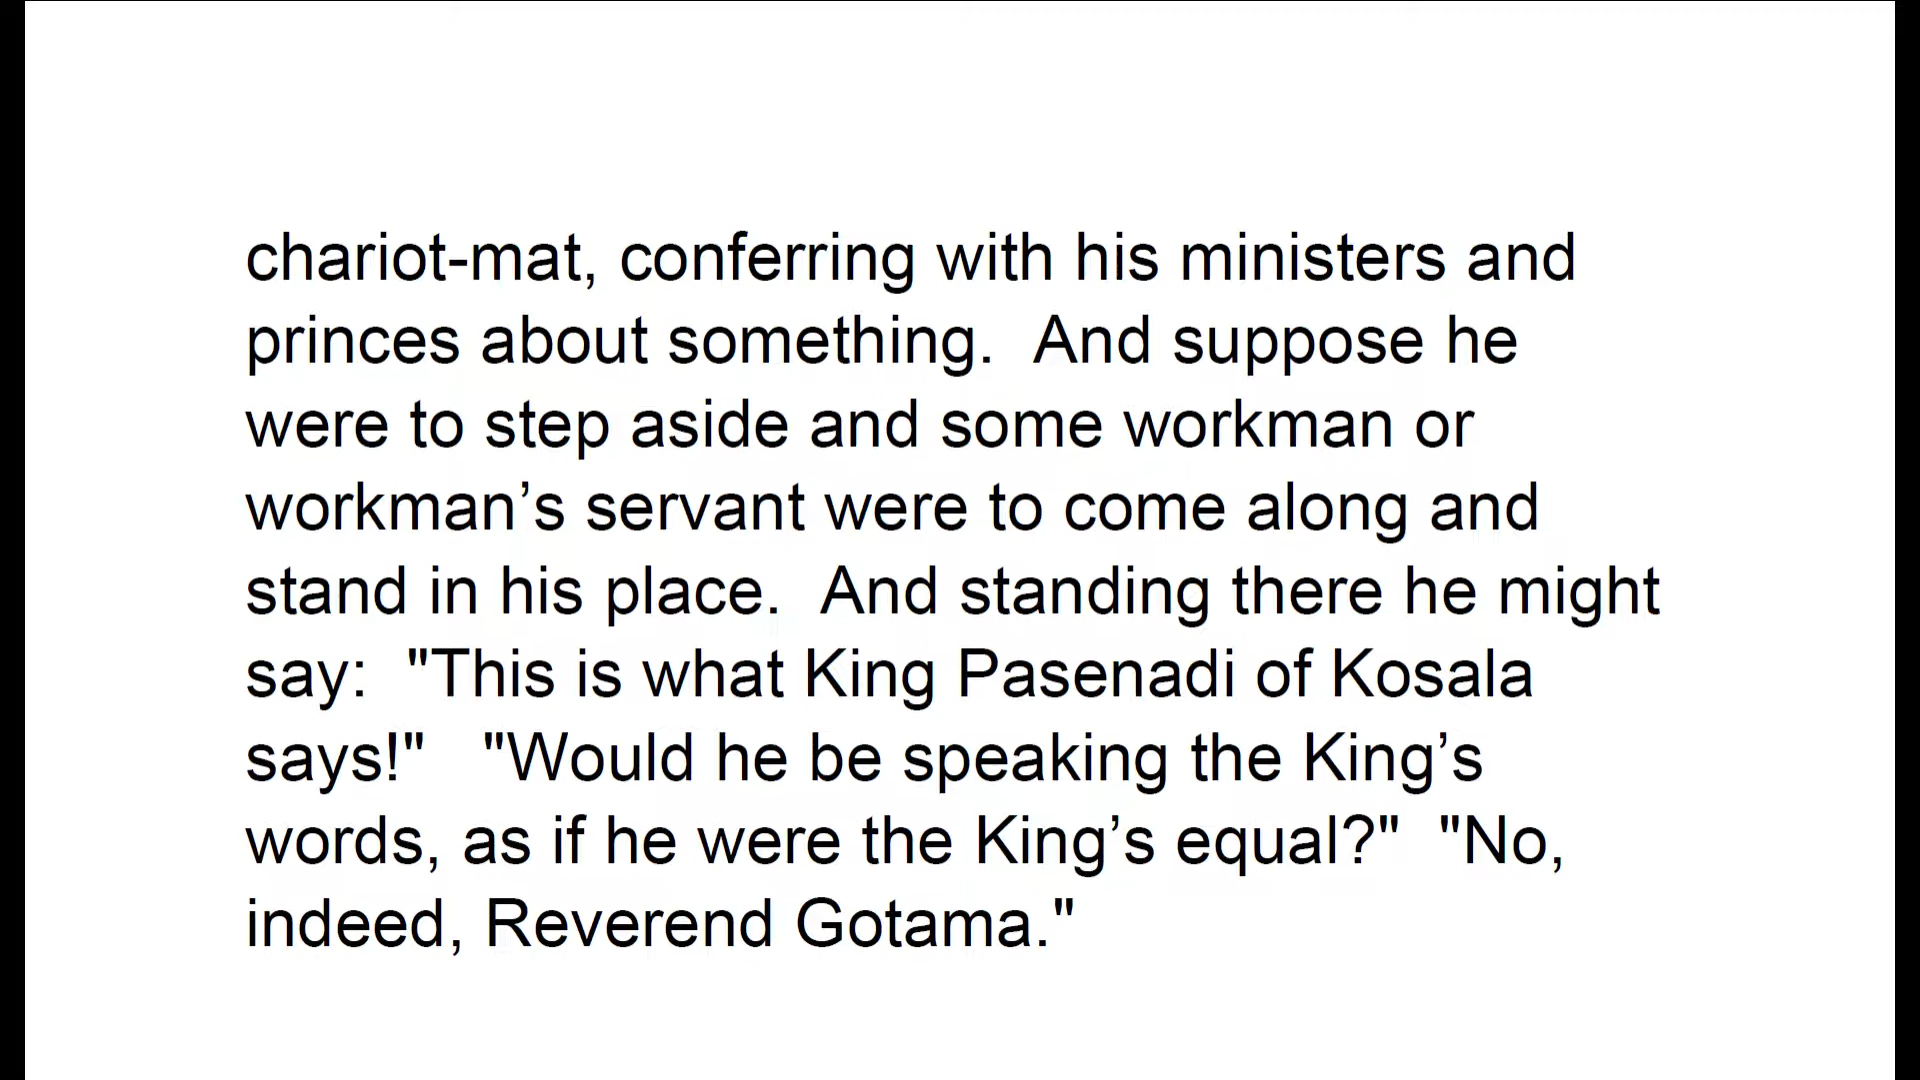 chariot-mat, conferring with his ministers and
princes about something.  And suppose he
were to step aside and some workman or
workman’s servant were to come along and
stand in his place.  And standing there he might
say:  "This is what King Pasenadi of Kosala
says!"   "Would he be speaking the King’s
words, as if he were the King’s equal?"  "No,
indeed, Reverend Gotama."